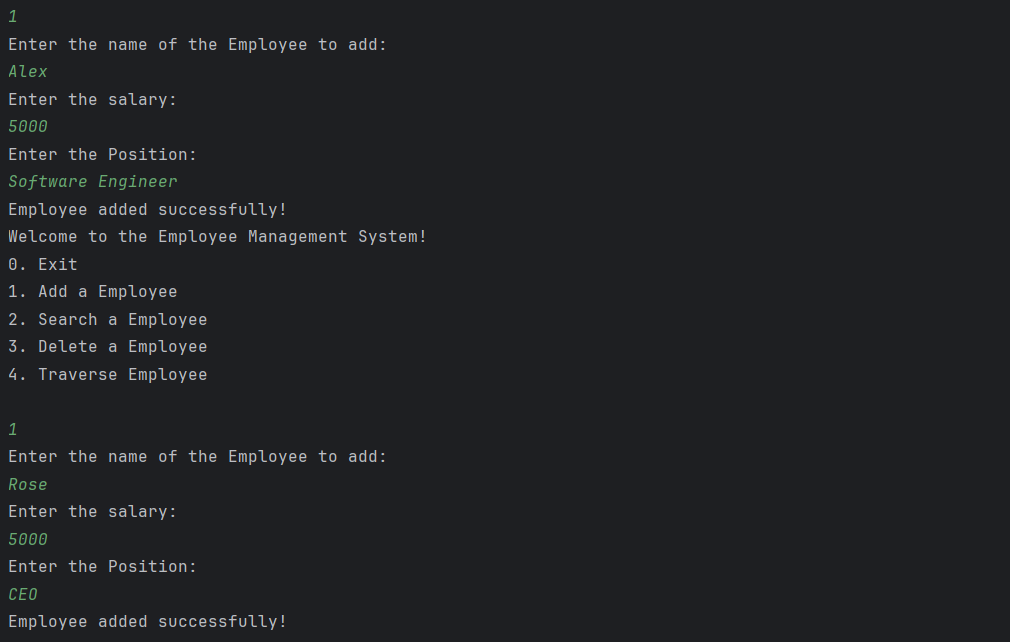 1
Enter the name of the Employee to add:
Alex
Enter the salary:
5000
Enter the Position:
Software Engineer
Employee added successfully!
Welcome to the Employee Management System!
0. Exit
1. Add a Employee
2. Search a Employee
3. Delete a Employee
4. Traverse Employee
1
Enter the name of the Employee to add:
Rose
Enter the salary:
5000
Enter the Position:
CEO
Employee added successfully!